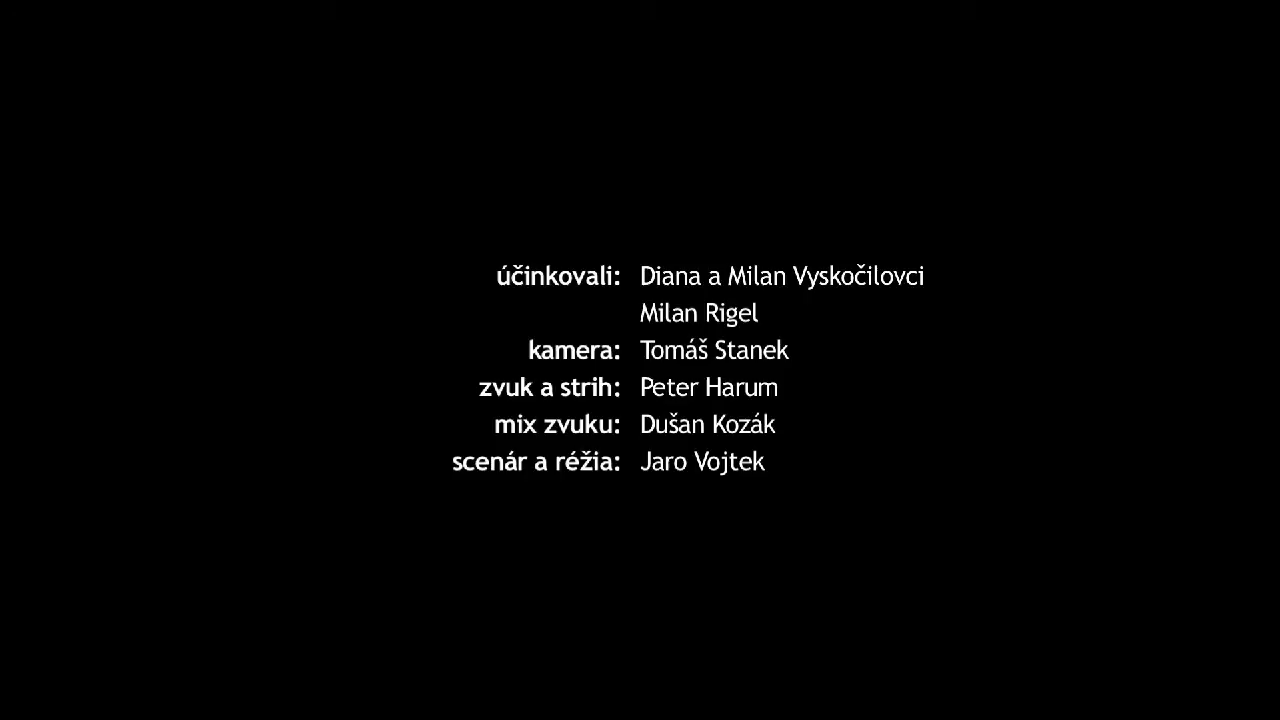 účinkovali: Diana a Milan Vyskočilovci
Milan Rigel
kamera: Tomáš Stanek
zvuk a strih: Peter Harum
mix zvuku: Dušan Kozák
scenár a réžia: Jaro Vojtek